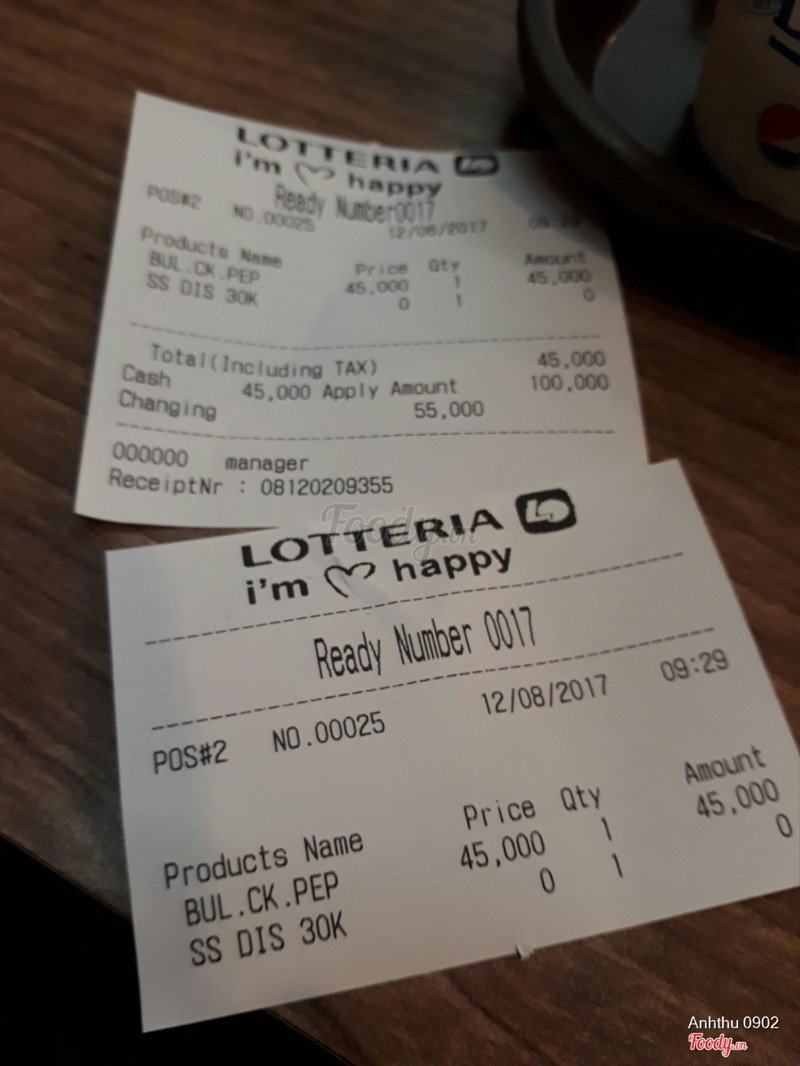 LOTTERIA
i'm happy
Ready Number0017
POS#2 NO.00025 12/08/2017 09:29
Products Name Price Qty Amount
BUL.CK.PEP 45,000 1 45,000
SS DIS 30K 0 1 0
Total(Including TAX) 45,000
Cash 45,000 Apply Amount 100,000
Changing 55,000
000000 manager
ReceiptNr : 08120209355
Foody.vn
LOTTERIA
i'm happy
Ready Number 0017
POS#2 NO.00025 12/08/2017 09:29
Products Name Price Qty Amount
BUL.CK.PEP 45,000 1 45,000
SS DIS 30K 0 1 0
Anhthu 0902
Foody.vn